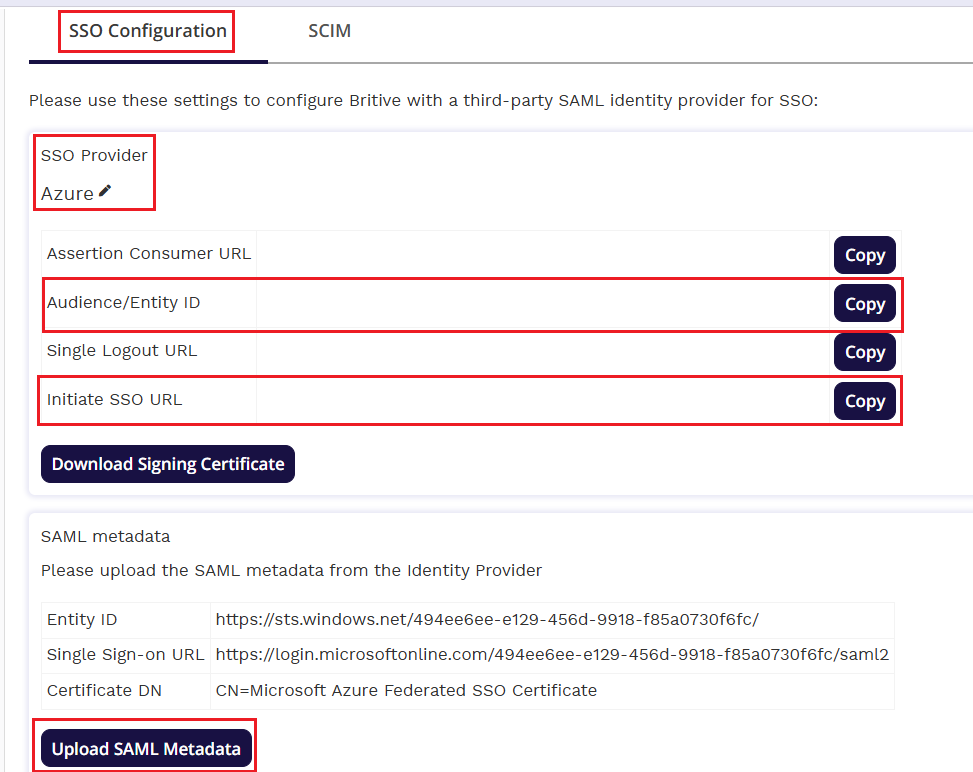 SSO Configuration SCIM
Please use these settings to configure Britive with a third-party SAML identity provider for SSO:
SSO Provider
Azure
Assertion Consumer URL Copy
Audience/Entity ID Copy
Single Logout URL Copy
Initiate SSO URL Copy
Download Signing Certificate
SAML metadata
Please upload the SAML metadata from the Identity Provider
Entity ID https://sts.windows.net/494ee6ee-e129-456d-9918-f85a0730f6fc/
Single Sign-on URL https://login.microsoftonline.com/494ee6ee-e129-456d-9918-f85a0730f6fc/saml2
Certificate DN CN=Microsoft Azure Federated SSO Certificate
Upload SAML Metadata